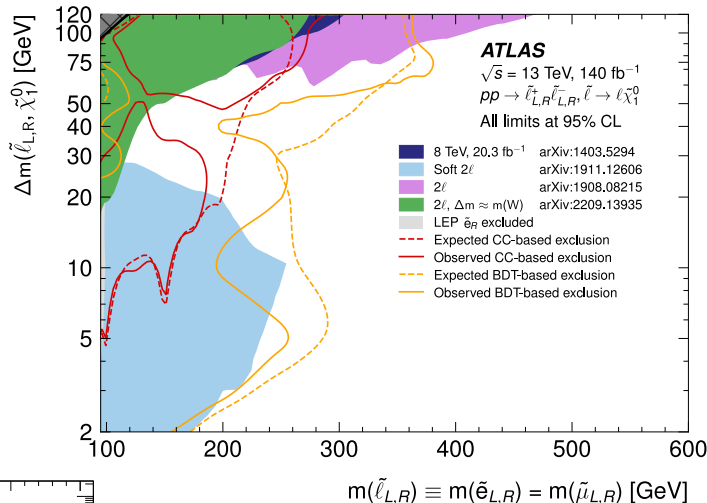 120
100
75
50
40
30
20
10
5
2
100 200 300 400 500 600
Δm(ℓ̃L,R, χ̃⁰₁) [GeV]
ATLAS
√s = 13 TeV, 140 fb⁻¹
pp → ℓ̃⁺L,R ℓ̃⁻L,R, ℓ̃ → ℓχ̃⁰₁
All limits at 95% CL
8 TeV, 20.3 fb⁻¹ arXiv:1403.5294
Soft 2ℓ arXiv:1911.12606
2ℓ arXiv:1908.08215
2ℓ, Δm ≈ m(W) arXiv:2209.13935
LEP ẽR excluded
Expected CC-based exclusion
Observed CC-based exclusion
Expected BDT-based exclusion
Observed BDT-based exclusion
m(ℓ̃L,R) ≡ m(ẽL,R) = m(μ̃L,R) [GeV]